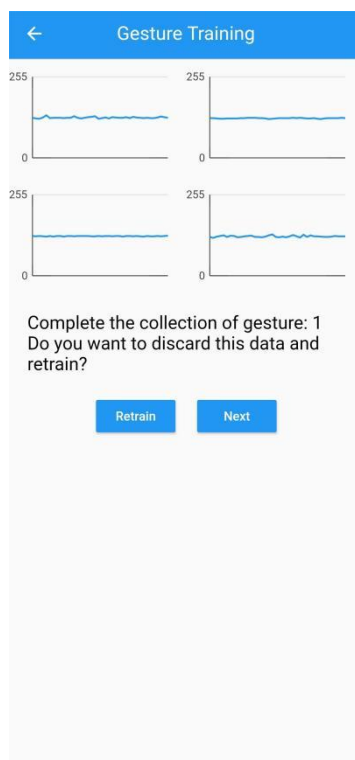 Gesture Training
255
255
0
0
255
255
0
0
Complete the collection of gesture: 1
Do you want to discard this data and
retrain?
Retrain
Next